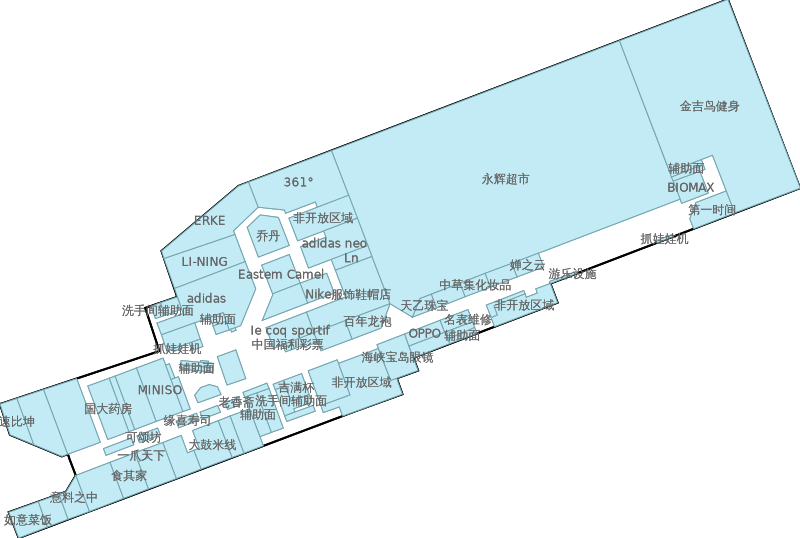 金吉鸟健身
辅助面
BIOMAX
第一时间
抓娃娃机
永辉超市
361°
ERKE
非开放区域
乔丹
adidas neo
Ln
LI-NING
Eastern Camel
adidas
Nike服饰鞋帽店
洗手间辅助面
辅助面
婵之云
游乐设施
中草集化妆品
天乙珠宝
非开放区域
百年龙袍
名表维修
le coq sportif
OPPO
辅助面
中国福利彩票
抓娃娃机
海峡宝岛眼镜
辅助面
非开放区域
MINISO
吉满杯
老香斋
洗手间辅助面
国大药房
辅助面
缘喜寿司
速比坤
可颂坊
大鼓米线
一爪天下
食其家
意料之中
如意菜饭